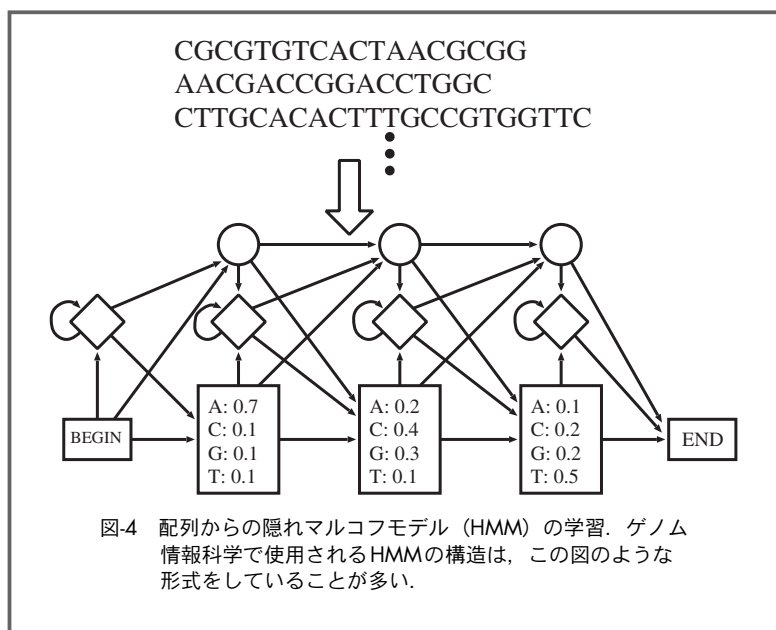 CGCGTGTCACTAACGCGG
AACGACCGGACCTGGC
CTTGCACACTTTGCCGTGGTTC
BEGIN
A: 0.7
C: 0.1
G: 0.1
T: 0.1
A: 0.2
C: 0.4
G: 0.3
T: 0.1
A: 0.1
C: 0.2
G: 0.2
T: 0.5
END
図-4 配列からの隠れマルコフモデル（HMM）の学習．ゲノム
情報科学で使用されるHMMの構造は，この図のような
形式をしていることが多い．